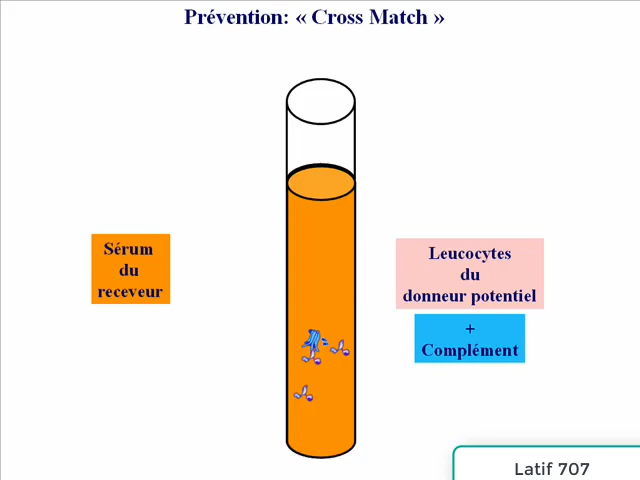 Prévention: « Cross Match »
Sérum
du
receveur
Leucocytes
du
donneur potentiel
+
Complément
Latif 707